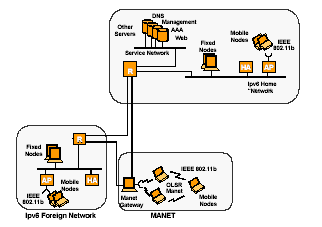 DNS
Management
AAA
Web
Other
Servers
Service Network
Fixed
Nodes
Mobile
Nodes
IEEE
802.11b
R
HA
AP
Ipv6 Home
"Network
R
Fixed
Nodes
AP
HA
IEEE
802.11b
Mobile
Nodes
Ipv6 Foreign Network
IEEE 802.11b
OLSR
Manet
Manet
Gateway
Mobile
Nodes
MANET